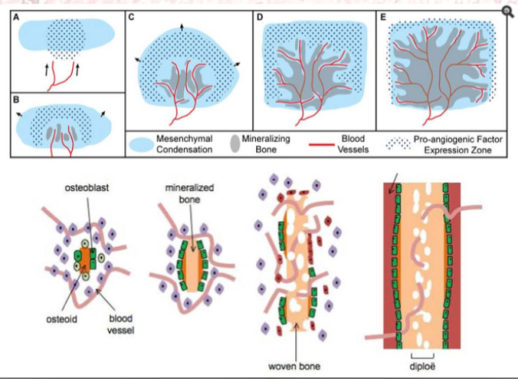 A
B
C
D
E
Mesenchymal
Condensation
Mineralizing
Bone
Blood
Vessels
Pro-angiogenic Factor
Expression Zone
osteoblast
osteoid
blood
vessel
mineralized
bone
woven bone
diploë